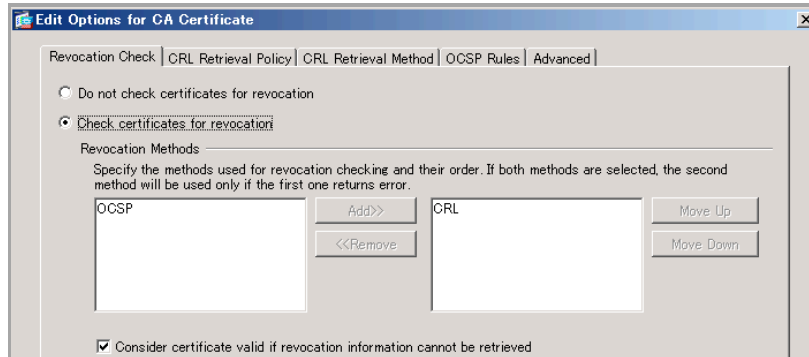 Edit Options for CA Certificate
Revocation Check CRL Retrieval Policy CRL Retrieval Method OCSP Rules Advanced
Do not check certificates for revocation
Check certificates for revocation
Revocation Methods
Specify the methods used for revocation checking and their order. If both methods are selected, the second
method will be used only if the first one returns error.
OCSP Add>> CRL Move Up
<<Remove Move Down
Consider certificate valid if revocation information cannot be retrieved